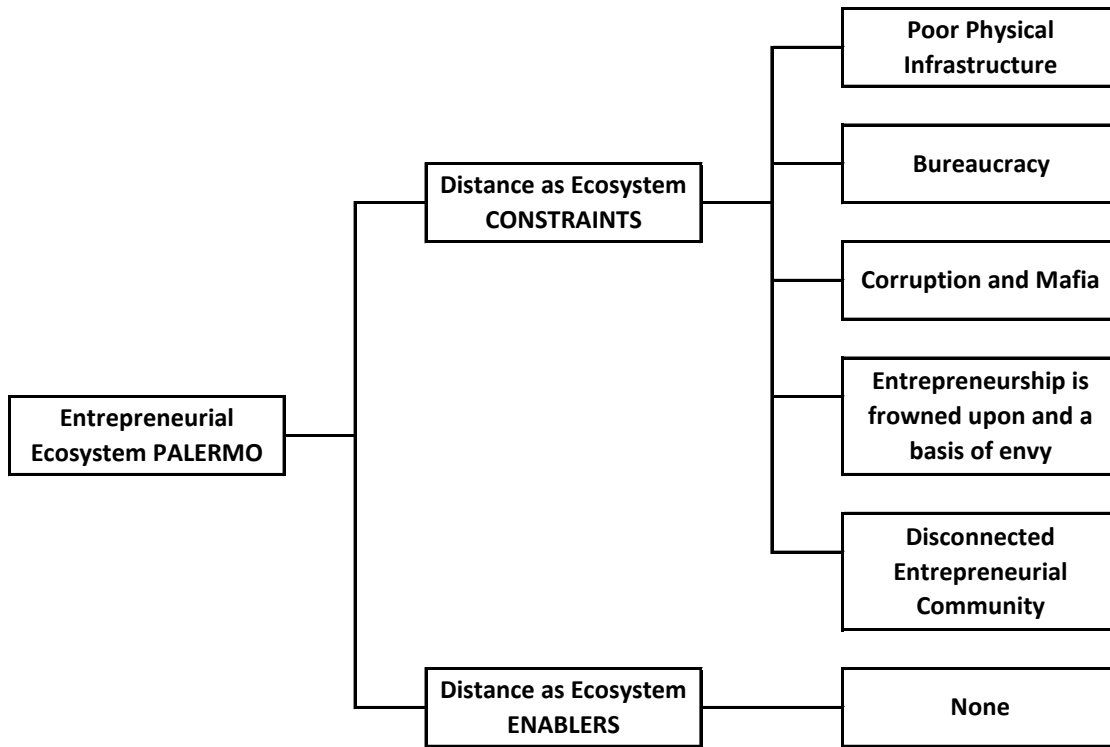 Poor Physical
Infrastructure
Bureaucracy
Distance as Ecosystem
CONSTRAINTS
Corruption and Mafia
Entrepreneurship is
frowned upon and a
basis of envy
Entrepreneurial
Ecosystem PALERMO
Disconnected
Entrepreneurial
Community
Distance as Ecosystem
ENABLERS
None